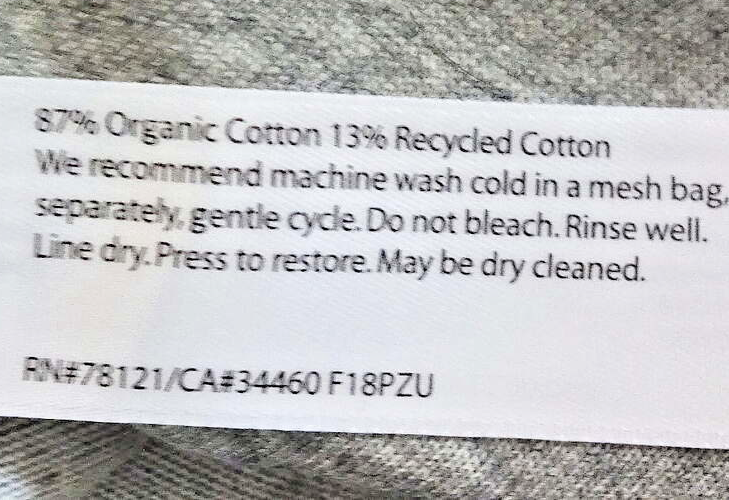 87% Organic Cotton 13% Recycled Cotton
We recommend machine wash cold in a mesh bag,
separately, gentle cycle. Do not bleach. Rinse well.
Line dry. Press to restore. May be dry cleaned.
RN#78121/CA#34460 F18PZU